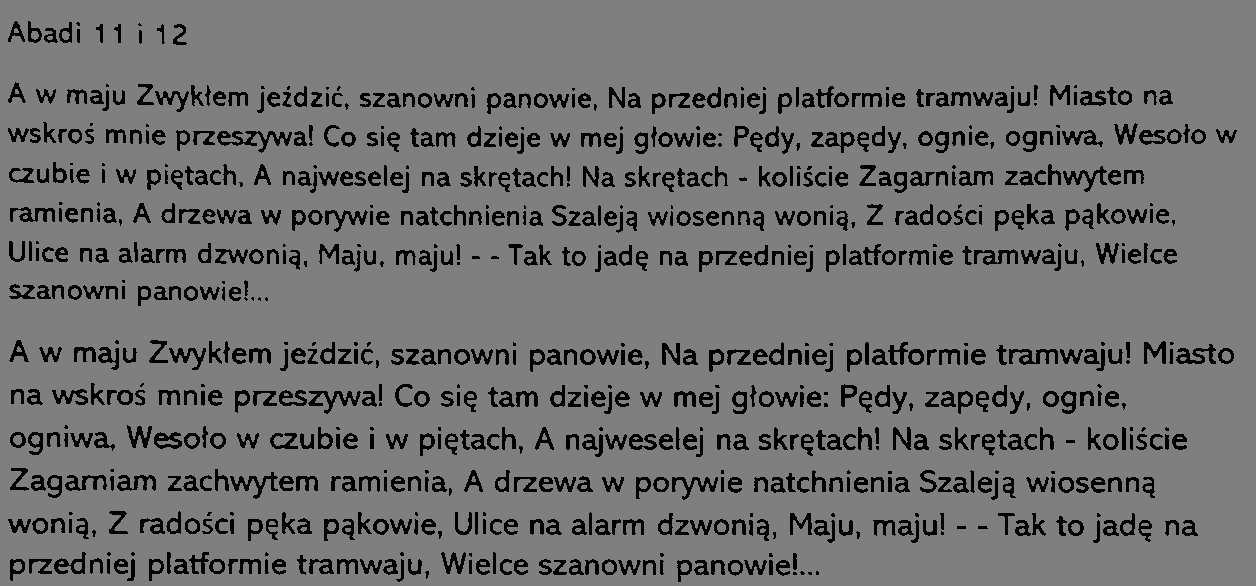 Abadi 11 i 12
A w maju Zwykłem jeździć, szanowni panowie, Na przedniej platformie tramwaju! Miasto na
wskroś mnie przeszywa! Co się tam dzieje w mej głowie: Pędy, zapędy, ognie, ogniwa, Wesoło w
czubie i w piętach, A najweselej na skrętach! Na skrętach - koliście Zagarniam zachwytem
ramienia, A drzewa w porywie natchnienia Szaleją wiosenną wonią, Z radości pęka pąkowie,
Ulice na alarm dzwonią, Maju, maju! - - Tak to jadę na przedniej platformie tramwaju, Wielce
szanowni panowie!...
A w maju Zwykłem jeździć, szanowni panowie, Na przedniej platformie tramwaju! Miasto
na wskroś mnie przeszywa! Co się tam dzieje w mej głowie: Pędy, zapędy, ognie,
ogniwa, Wesoło w czubie i w piętach, A najweselej na skrętach! Na skrętach - koliście
Zagarniam zachwytem ramienia, A drzewa w porywie natchnienia Szaleją wiosenną
wonią, Z radości pęka pąkowie, Ulice na alarm dzwonią, Maju, maju! - - Tak to jadę na
przedniej platformie tramwaju, Wielce szanowni panowie!...